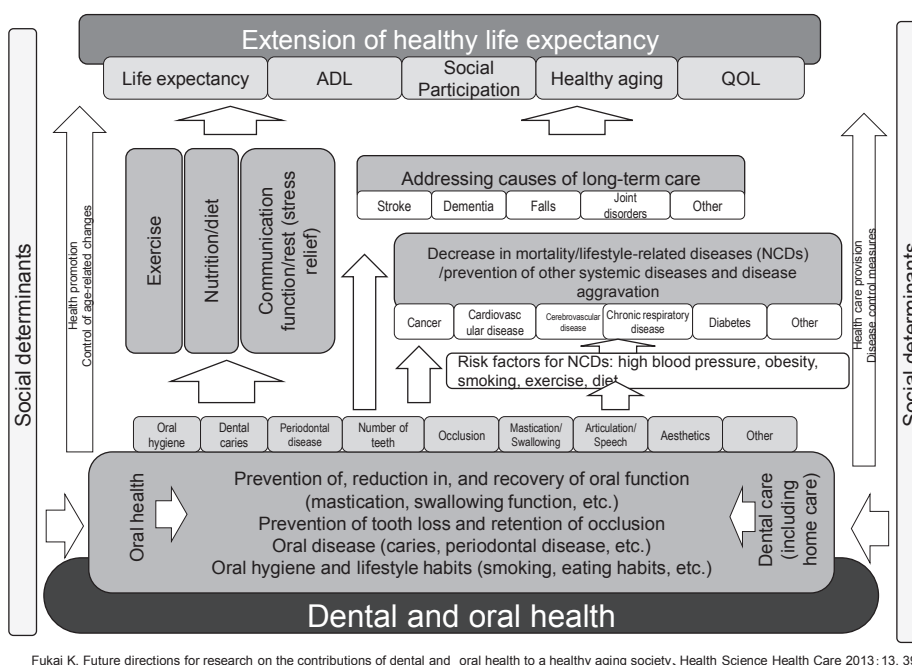 Extension of healthy life expectancy
Life expectancy
ADL
Social
Participation
Healthy aging
QOL
Social determinants
Health promotion
Control of age-related changes
Exercise
Nutrition/diet
Communication
function/rest (stress
relief)
Addressing causes of long-term care
Stroke
Dementia
Falls
Joint
disorders
Other
Decrease in mortality/lifestyle-related diseases (NCDs)
/prevention of other systemic diseases and disease
aggravation
Cancer
Cardiovasc
ular disease
Cerebrovascular
disease
Chronic respiratory
disease
Diabetes
Other
Risk factors for NCDs: high blood pressure, obesity,
smoking, exercise, diet
Health care provision
Disease control measures
Social determinants
Oral
hygiene
Dental
caries
Periodontal
disease
Number of
teeth
Occlusion
Mastication/
Swallowing
Articulation/
Speech
Aesthetics
Other
Oral health
Prevention of, reduction in, and recovery of oral function
(mastication, swallowing function, etc.)
Prevention of tooth loss and retention of occlusion
Oral disease (caries, periodontal disease, etc.)
Oral hygiene and lifestyle habits (smoking, eating habits, etc.)
Dental care
(including
home care)
Dental and oral health
Fukai K. Future directions for research on the contributions of dental and oral health to a healthy aging society, Health Science Health Care 2013; 13,